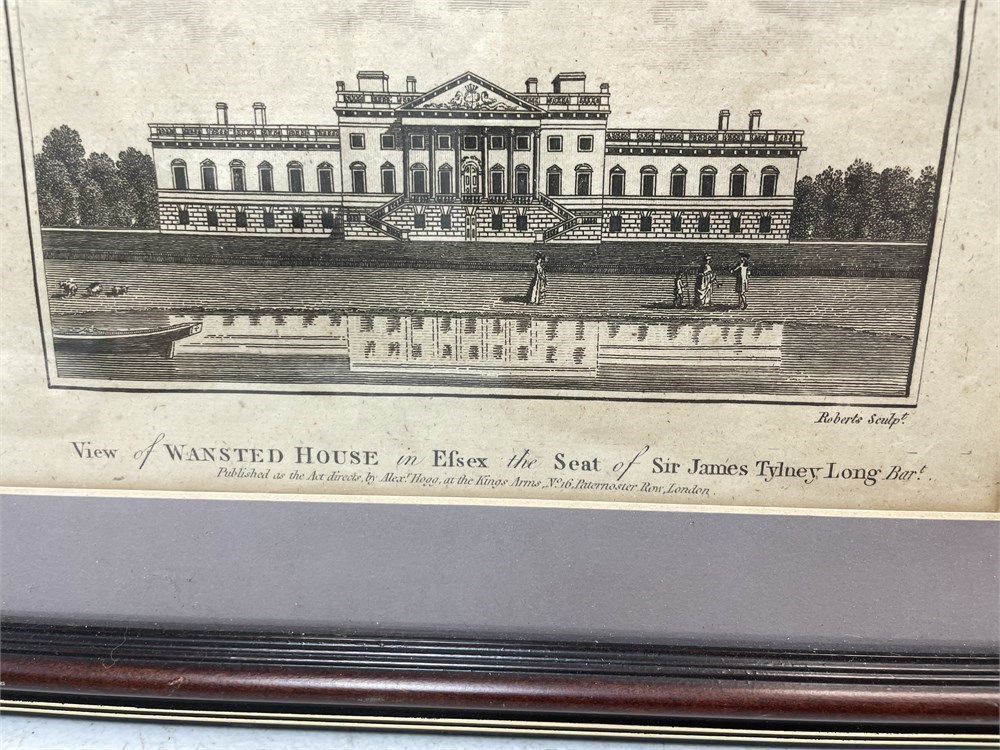 Roberts Sculpt.
View of WANSTED HOUSE in Eſsex the Seat of Sir James Tylney Long Bart.
Published as the Act directs, by Alexr. Hogg, at the Kings Arms, No. 16, Paternoster Row, London.